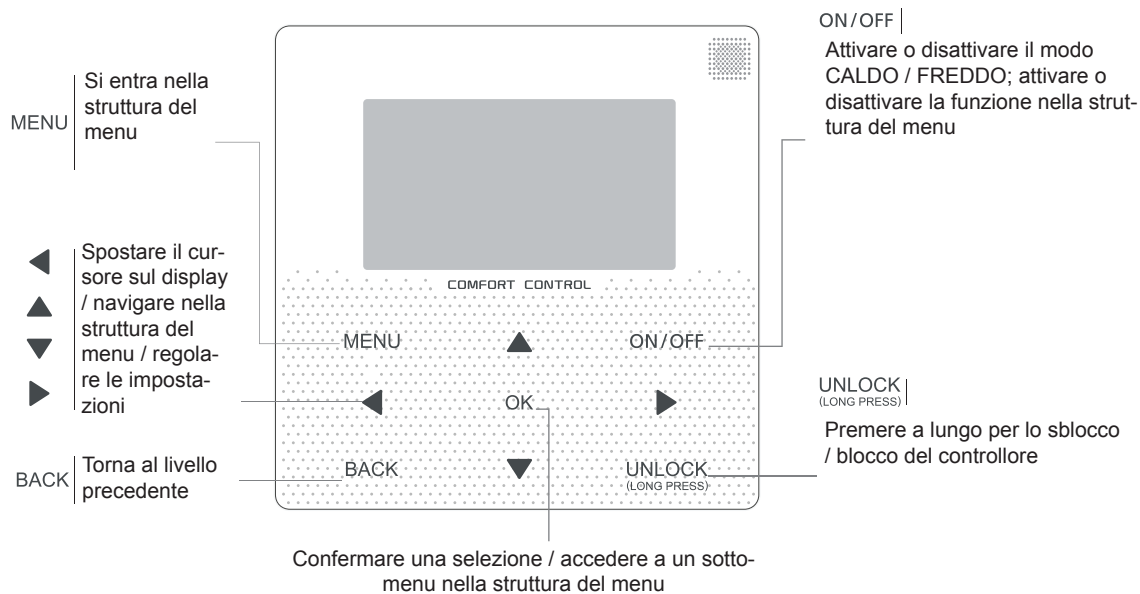 MENU
Si entra nella
struttura del
menu
Spostare il cur-
sore sul display
/ navigare nella
struttura del
menu / regola-
re le imposta-
zioni
BACK
Torna al livello
precedente
COMFORT CONTROL
MENU
ON/OFF
OK
BACK
UNLOCK
(LONG PRESS)
ON/OFF
Attivare o disattivare il modo
CALDO / FREDDO; attivare o
disattivare la funzione nella strut-
tura del menu
UNLOCK
(LONG PRESS)
Premere a lungo per lo sblocco
/ blocco del controllore
Confermare una selezione / accedere a un sotto-
menu nella struttura del menu